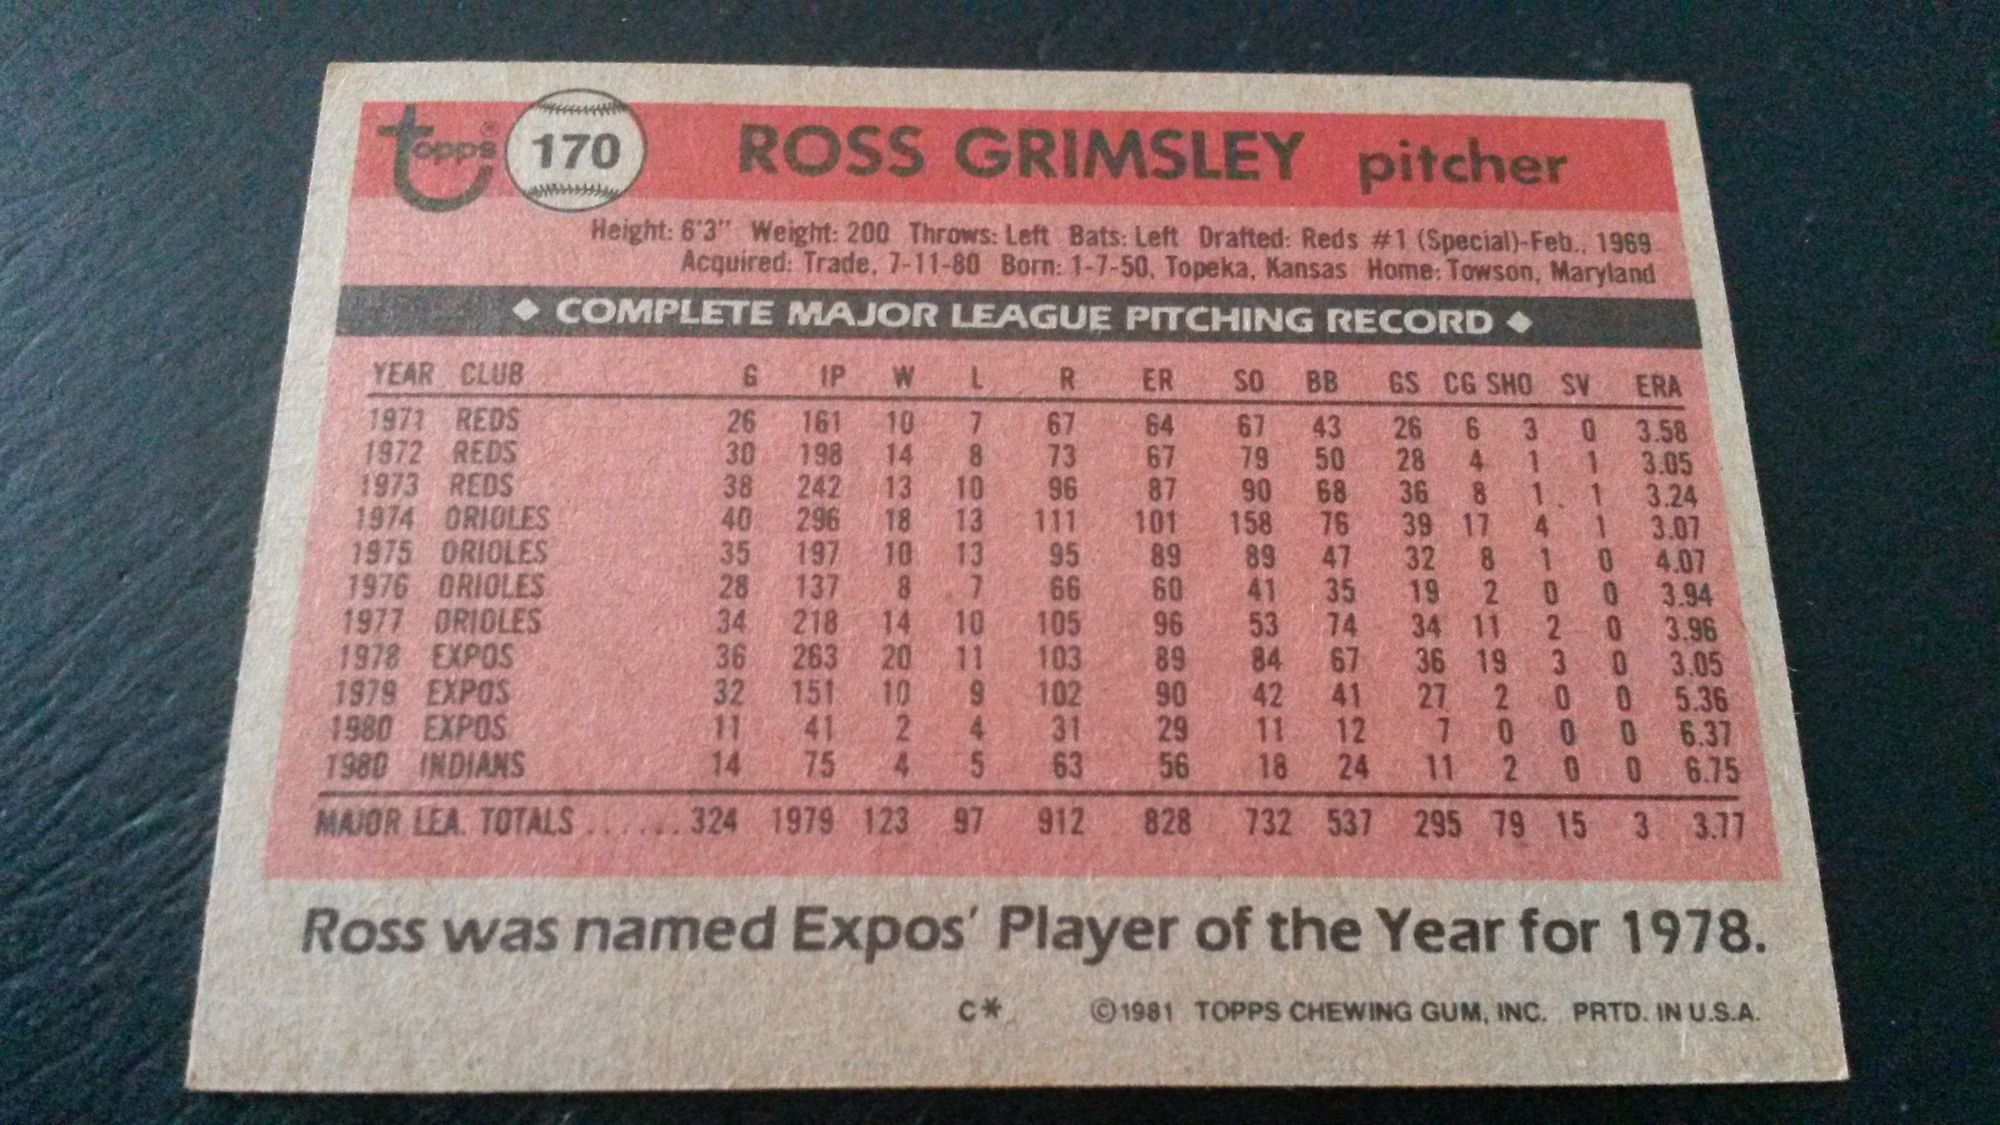 topps® 170 ROSS GRIMSLEY pitcher
Height: 6'3" Weight: 200 Throws: Left Bats: Left Drafted: Reds #1 (Special)-Feb., 1969
Acquired: Trade, 7-11-80 Born: 1-7-50, Topeka, Kansas Home: Towson, Maryland
◆ COMPLETE MAJOR LEAGUE PITCHING RECORD ◆
YEAR CLUB G IP W L R ER SO BB GS CG SHO SV ERA
1971 REDS 26 161 10 7 67 64 67 43 26 6 3 0 3.58
1972 REDS 30 198 14 8 73 67 79 50 28 4 1 1 3.05
1973 REDS 38 242 13 10 96 87 90 68 36 8 1 1 3.24
1974 ORIOLES 40 296 18 13 111 101 158 76 39 17 4 1 3.07
1975 ORIOLES 35 197 10 13 95 89 89 47 32 8 1 0 4.07
1976 ORIOLES 28 137 8 7 66 60 41 35 19 2 0 0 3.94
1977 ORIOLES 34 218 14 10 105 96 53 74 34 11 2 0 3.96
1978 EXPOS 36 263 20 11 103 89 84 67 36 19 3 0 3.05
1979 EXPOS 32 151 10 9 102 90 42 41 27 2 0 0 5.36
1980 EXPOS 11 41 2 4 31 29 11 12 7 0 0 0 6.37
1980 INDIANS 14 75 4 5 63 56 18 24 11 2 0 0 6.75
MAJOR LEA. TOTALS ...... 324 1979 123 97 912 828 732 537 295 79 15 3 3.77
Ross was named Expos' Player of the Year for 1978.
C* ©1981 TOPPS CHEWING GUM, INC. PRTD. IN U.S.A.